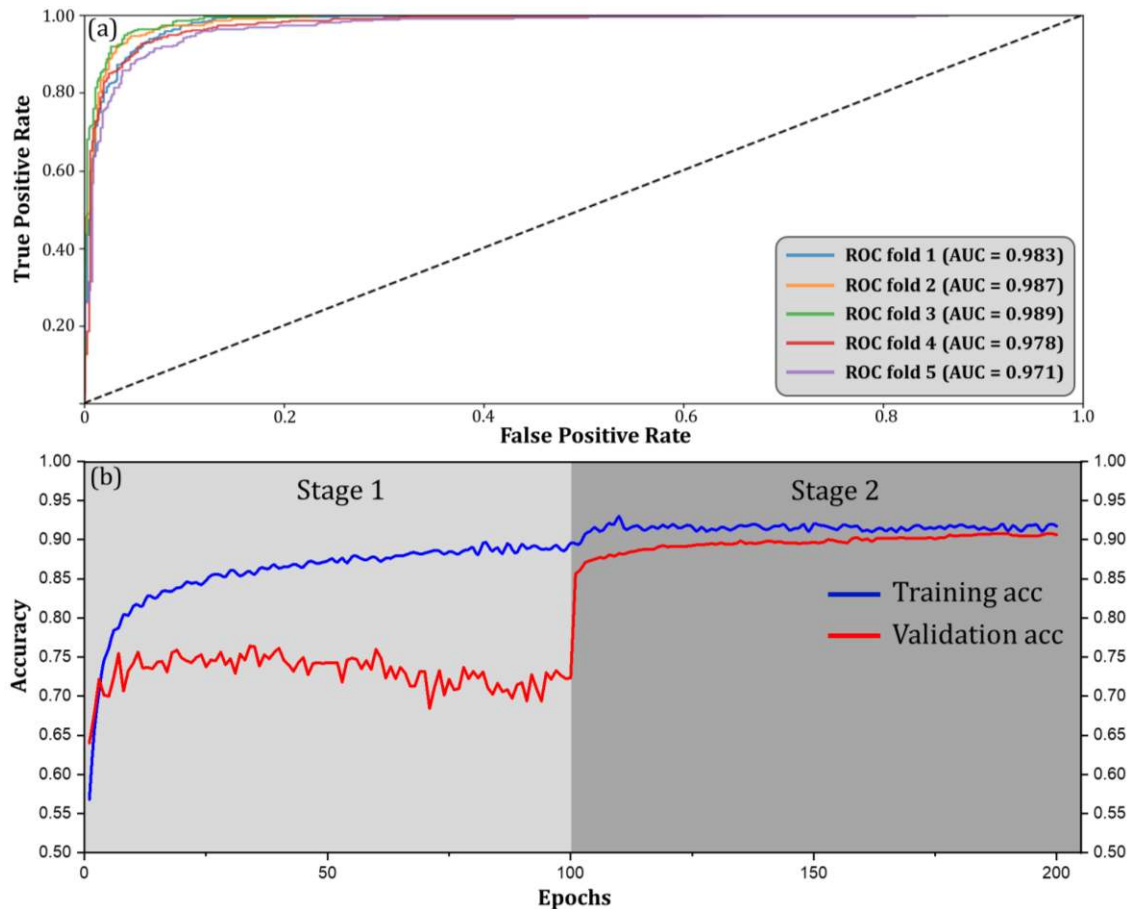 (a)
1.00
0.80
0.60
0.40
0.20
True Positive Rate
ROC fold 1 (AUC = 0.983)
ROC fold 2 (AUC = 0.987)
ROC fold 3 (AUC = 0.989)
ROC fold 4 (AUC = 0.978)
ROC fold 5 (AUC = 0.971)
0 0.2 0.4 0.6 0.8 1.0
False Positive Rate
(b)
Stage 1 Stage 2
1.00 1.00
0.95 0.95
0.90 0.90
0.85 0.85
0.80 0.80
0.75 0.75
0.70 0.70
0.65 0.65
0.60 0.60
0.55 0.55
0.50 0.50
Accuracy
Training acc
Validation acc
0 50 100 150 200
Epochs